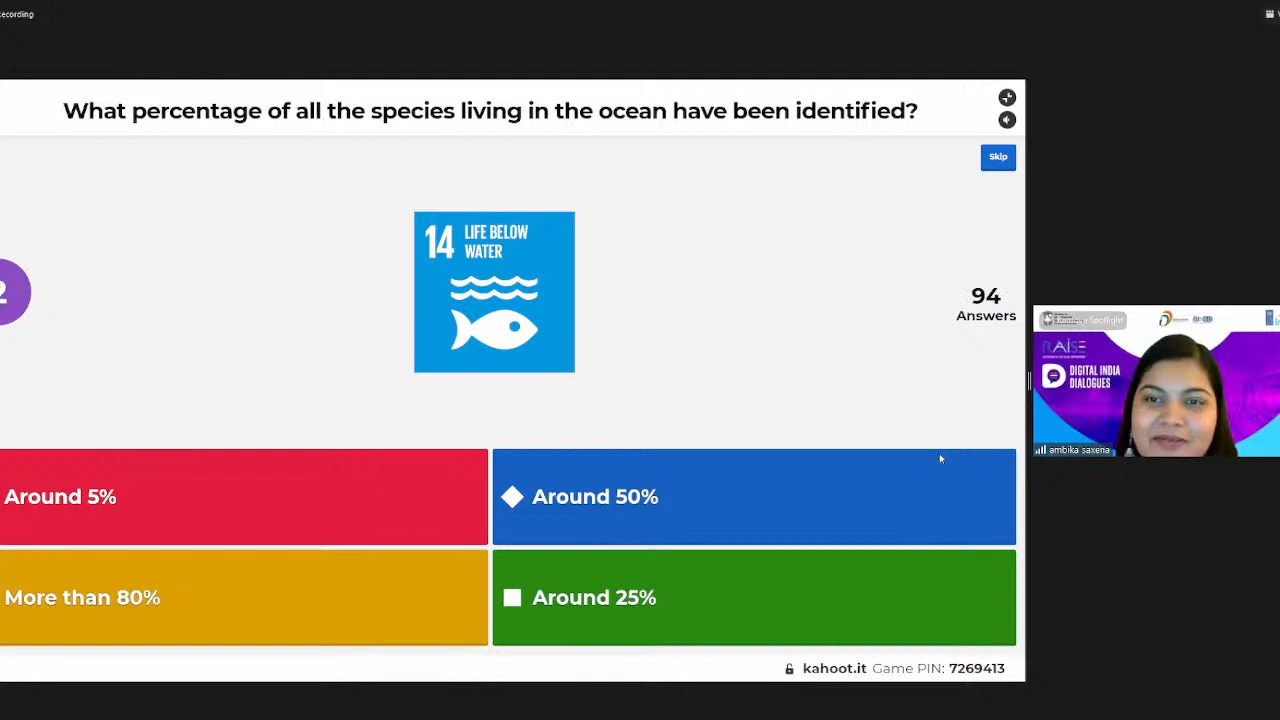 ecording
What percentage of all the species living in the ocean have been identified?
Skip
14 LIFE BELOW
WATER
2
94
Answers
RAISE
DIGITAL INDIA
DIALOGUES
ambika saxena
Around 5%
Around 50%
More than 80%
Around 25%
kahoot.it Game PIN: 7269413